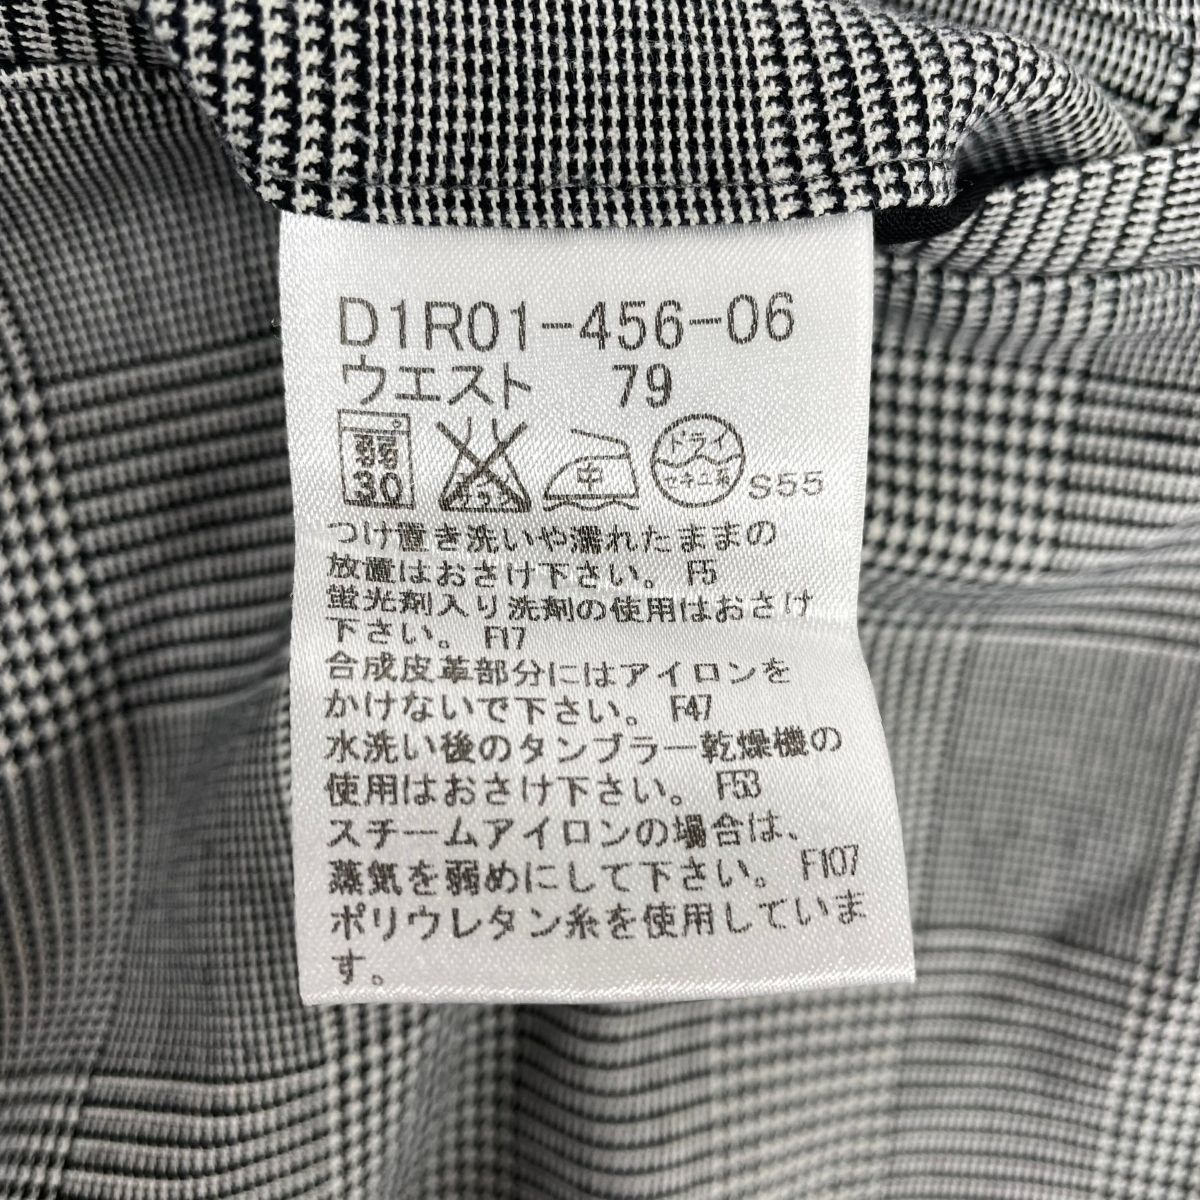 D1R01-456-06
ウエスト 79
30
エンソサラシ
中
ドライ
セキユ系
S55
つけ置き洗いや濡れたままの
放置はおさけ下さい。 F5
蛍光剤入り洗剤の使用はおさけ
下さい。 F17
合成皮革部分にはアイロンを
かけないで下さい。 F47
水洗い後のタンブラー乾燥機の
使用はおさけ下さい。 F53
スチームアイロンの場合は、
蒸気を弱めにして下さい。 F107
ポリウレタン糸を使用していま
す。